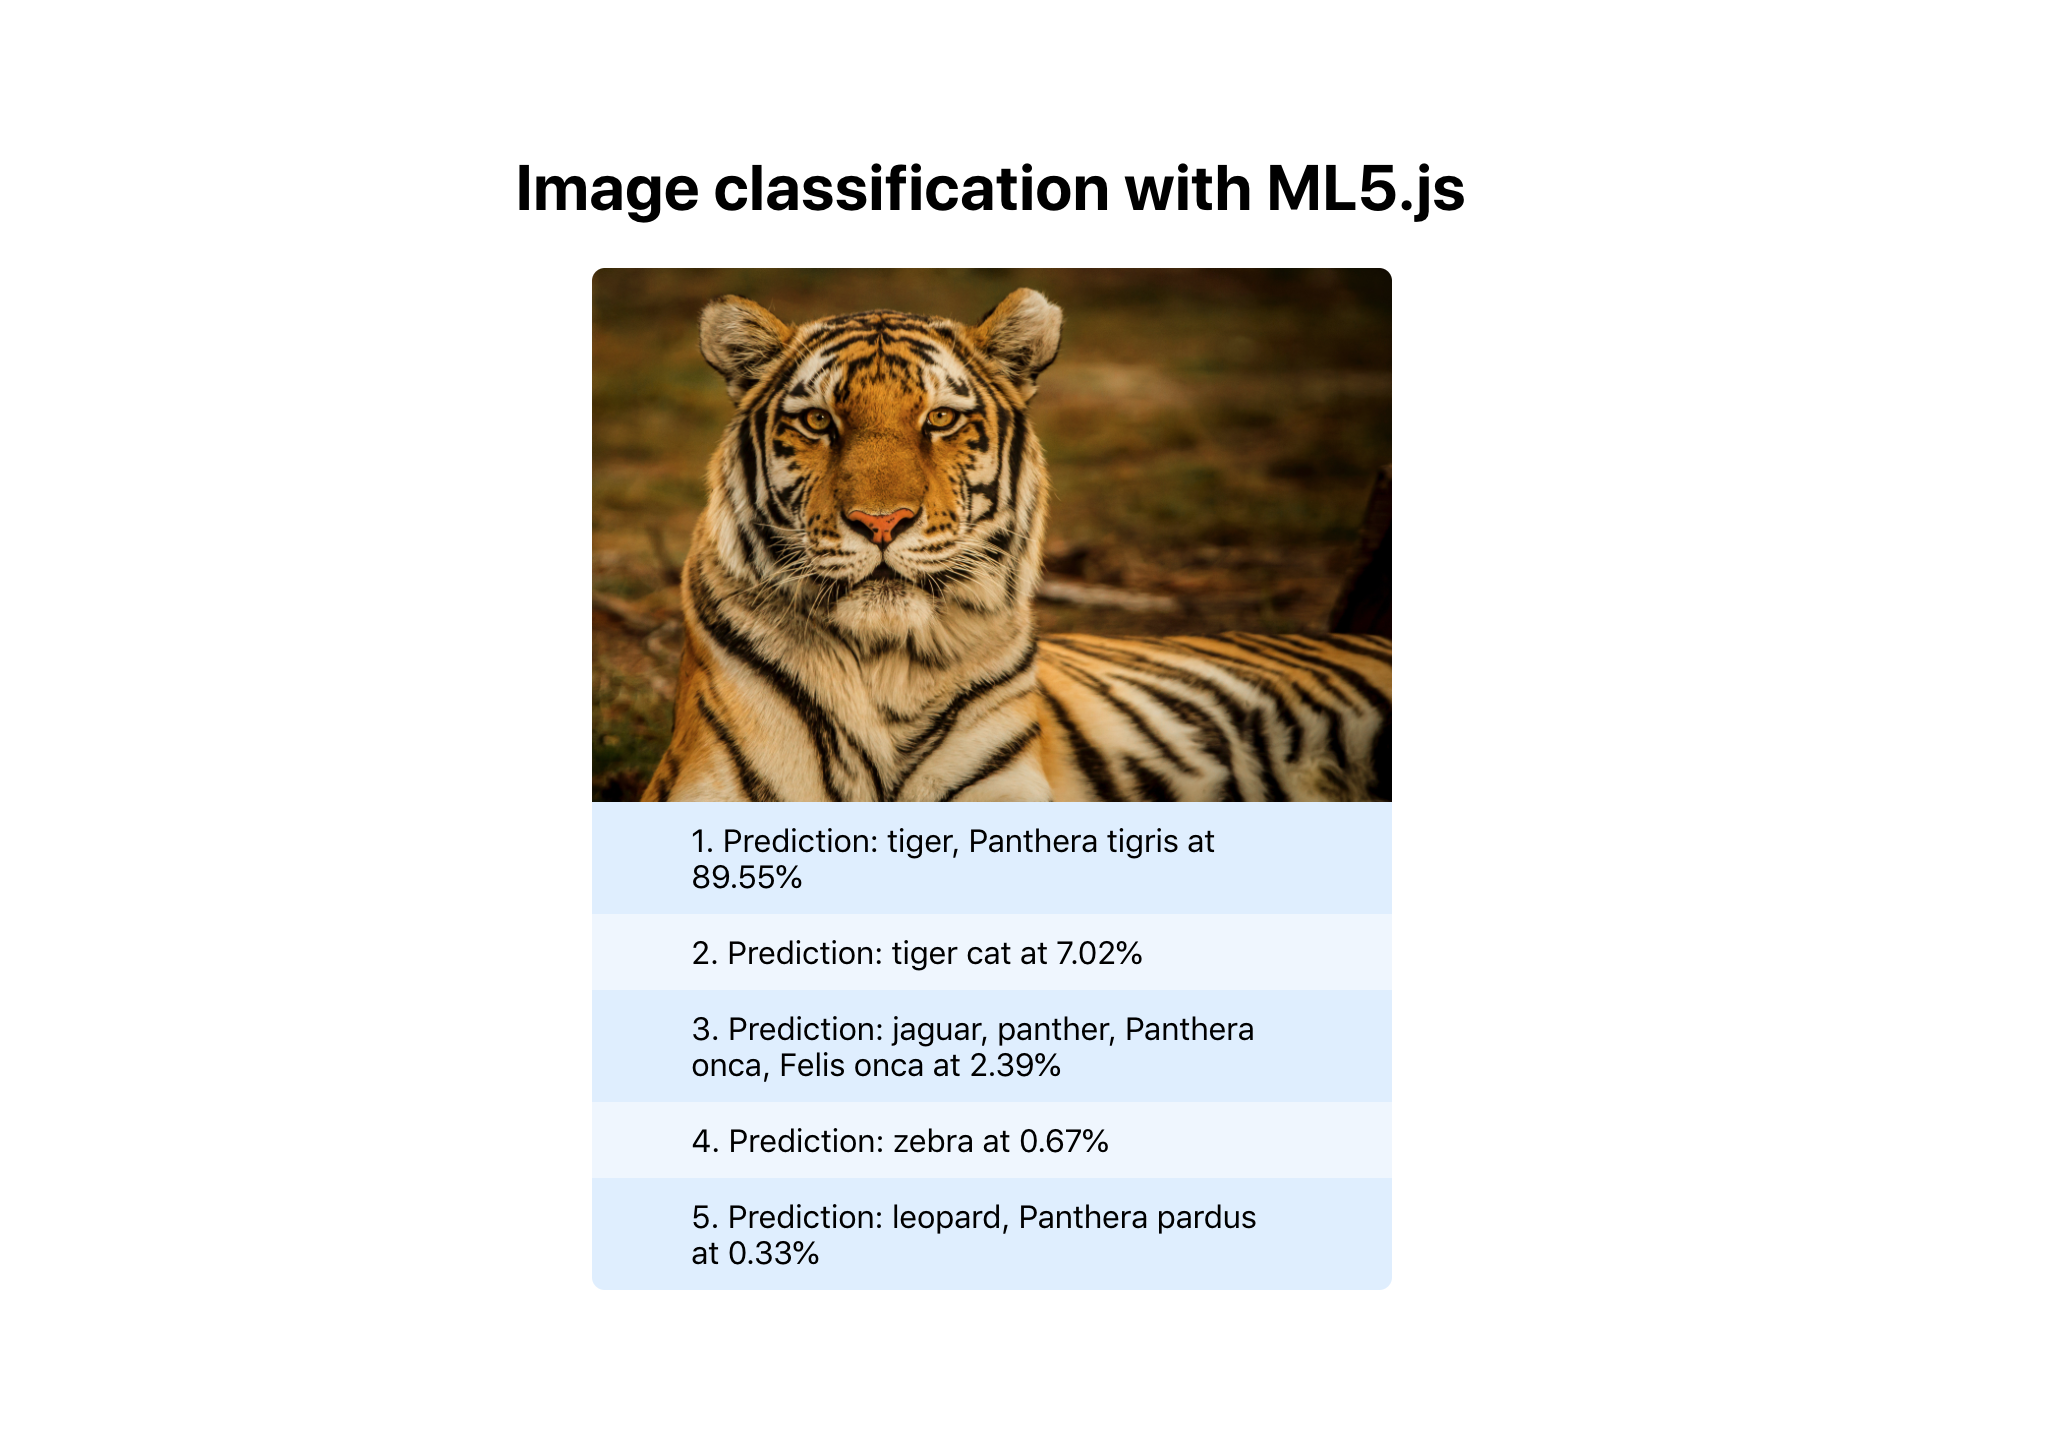 Image classification with ML5.js
1. Prediction: tiger, Panthera tigris at
89.55%
2. Prediction: tiger cat at 7.02%
3. Prediction: jaguar, panther, Panthera
onca, Felis onca at 2.39%
4. Prediction: zebra at 0.67%
5. Prediction: leopard, Panthera pardus
at 0.33%